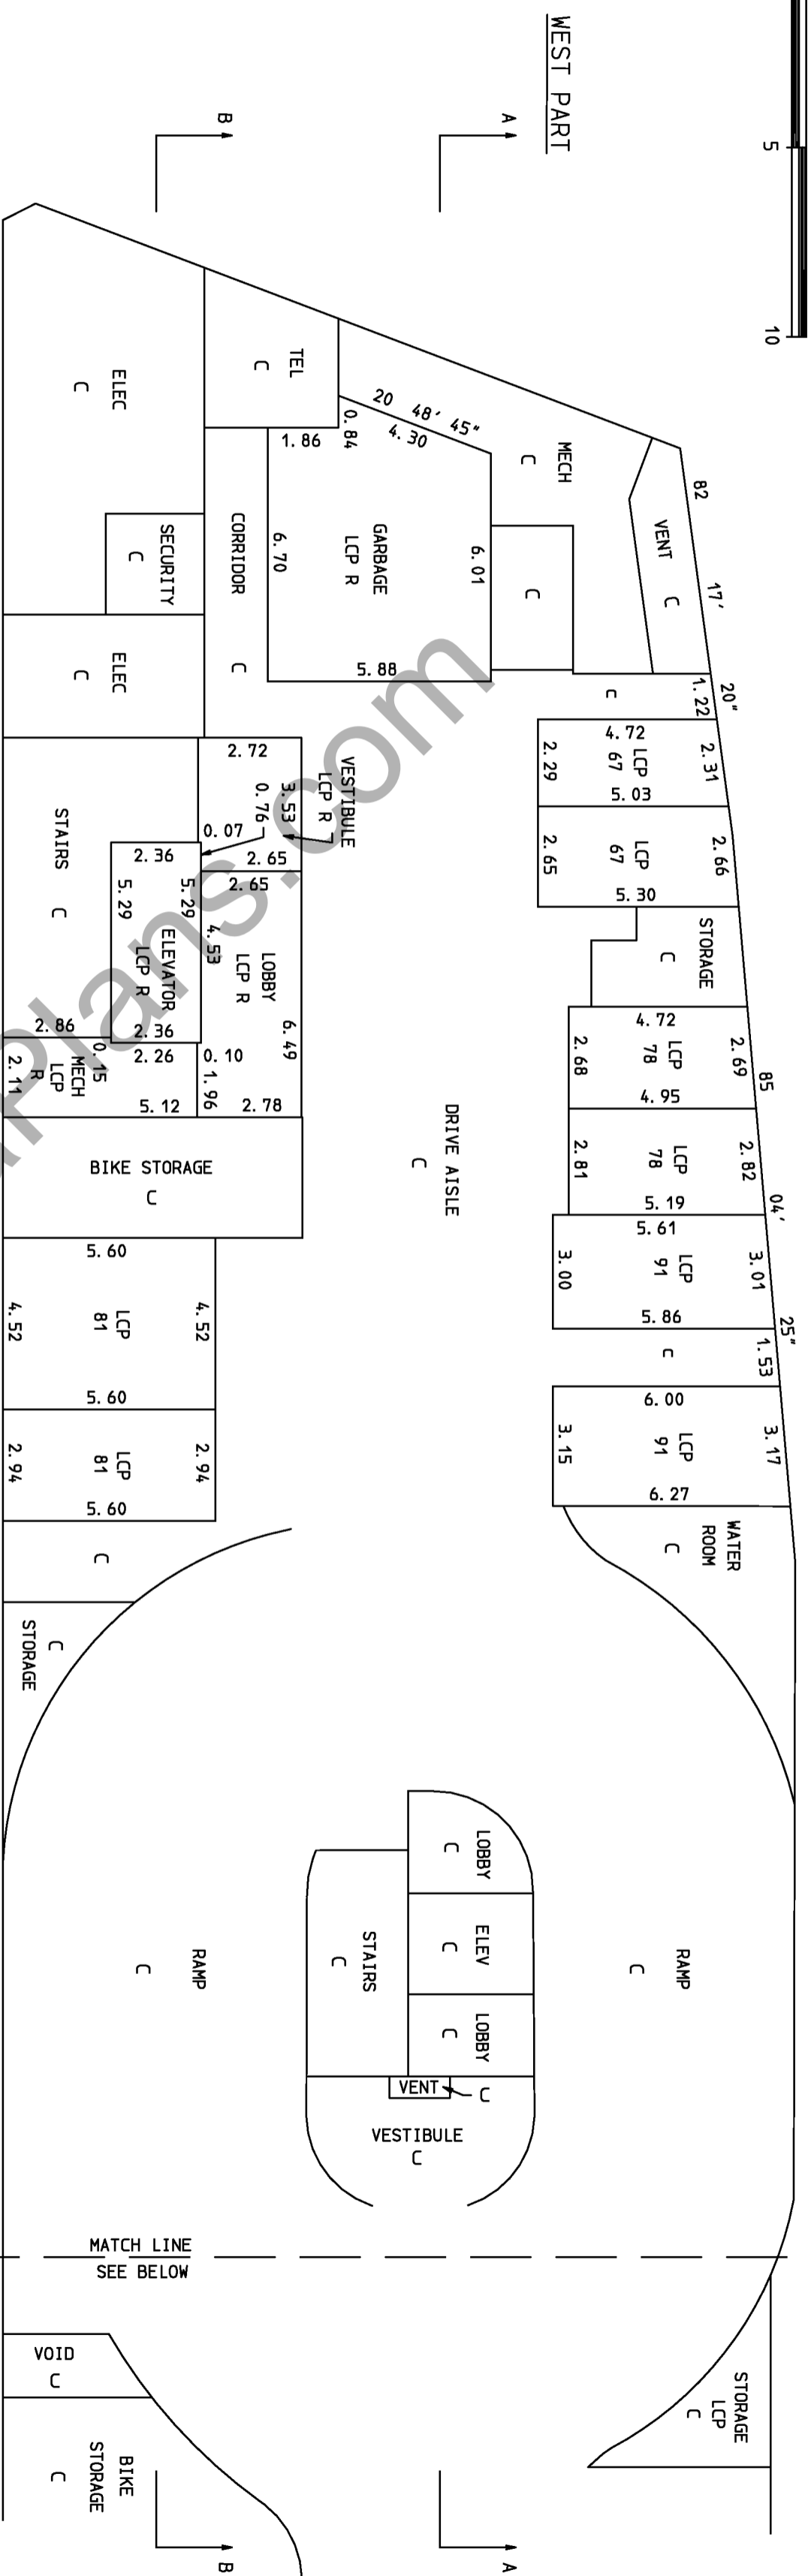 WEST PART
5
10
B
A
ELEC
C
TEL
C
20 48' 45"
4.30
0.84
1.86
MECH
C
82
17'
20"
VENT C
SECURITY
C
CORRIDOR
C
6.70
GARBAGE
LCP R
6.01
5.88
C
ELEC
C
C
1.22
4.72
2.29
LCP
67
2.31
5.03
2.65
LCP
67
2.66
5.30
2.72
3.53
0.76
VESTIBULE
LCP R
0.07
2.65
STAIRS
C
2.36
5.29
5.29
ELEVATOR
LCP R
2.36
2.65
4.53
LOBBY
LCP R
6.49
STORAGE
C
2.86
0.15
2.26
0.10
2.11
MECH
LCP
R
5.12
1.96
2.78
4.72
2.68
LCP
78
2.69
4.95
85
04'
25"
2.81
LCP
78
2.82
5.19
DRIVE AISLE
C
BIKE STORAGE
C
5.61
3.00
LCP
91
3.01
5.86
5.60
4.52
LCP
81
4.52
5.60
C
1.53
6.00
3.15
LCP
91
3.17
6.27
2.94
LCP
81
2.94
5.60
C
WATER
ROOM
C
C
STORAGE
LOBBY
C
ELEV
C
LOBBY
C
STAIRS
C
RAMP
C
RAMP
C
VENT
C
VESTIBULE
C
MATCH LINE
SEE BELOW
VOID
C
STORAGE
LCP
C
BIKE
STORAGE
C
B
A
Plans.com